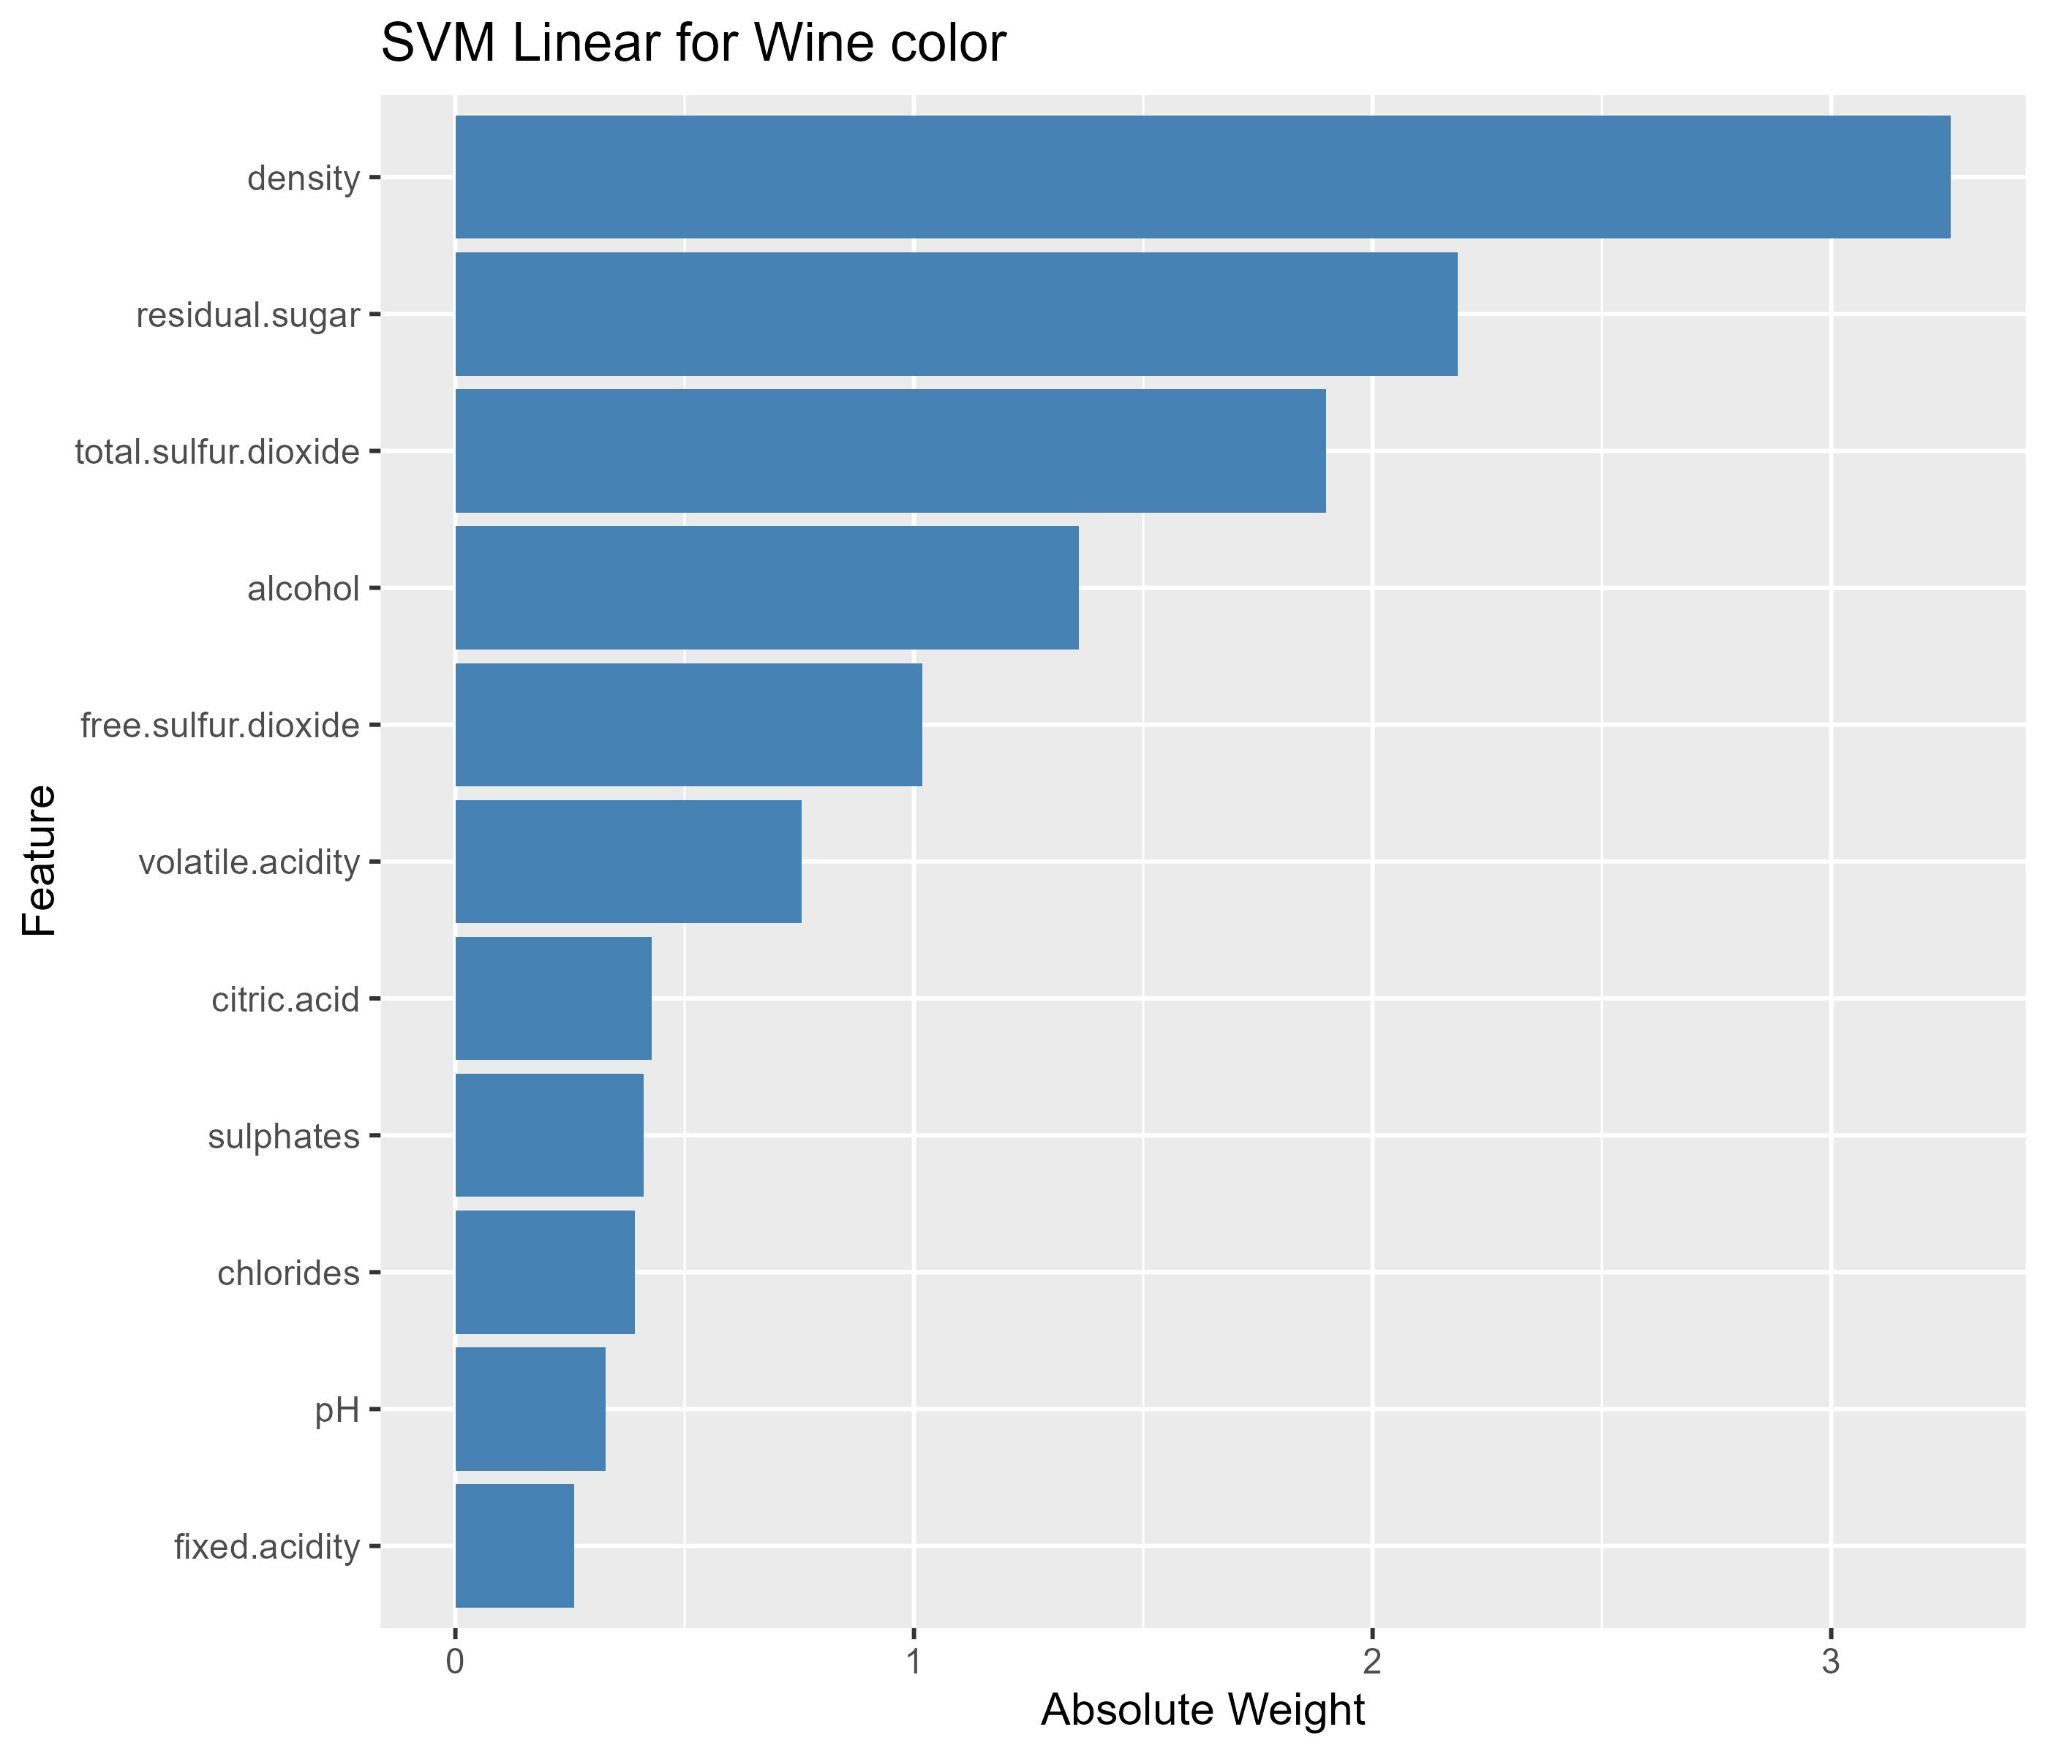 SVM Linear for Wine color
density
residual.sugar
total.sulfur.dioxide
alcohol
free.sulfur.dioxide
volatile.acidity
citric.acid
sulphates
chlorides
pH
fixed.acidity
Feature
0 1 2 3
Absolute Weight